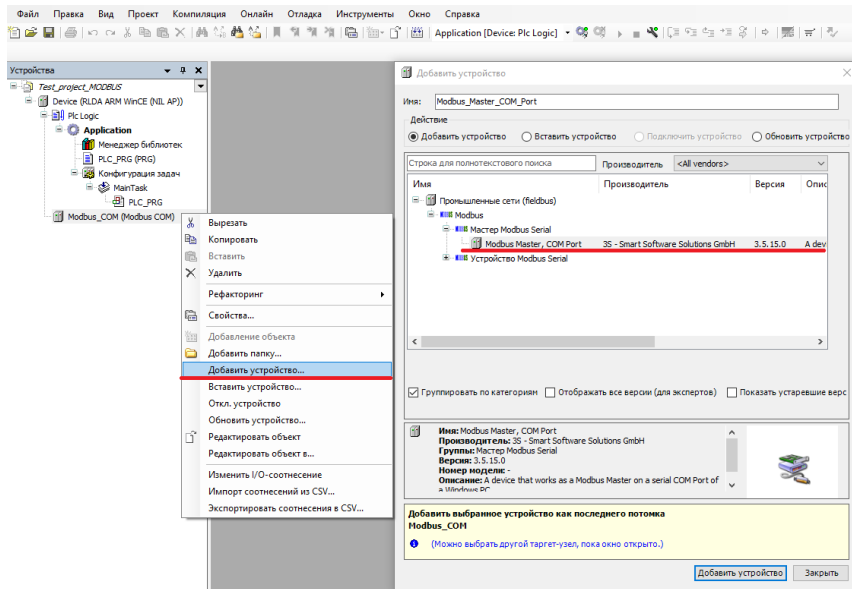 Файл Правка Вид Проект Компиляция Онлайн Отладка Инструменты Окно Справка
Application [Device: Plc Logic]
Устройства
Test_project_MODBUS
Device (RLDA ARM WinCE (NIL AP))
Plc Logic
Application
Менеджер библиотек
PLC_PRG (PRG)
Конфигурация задач
MainTask
PLC_PRG
Modbus_COM (Modbus COM)
Вырезать
Копировать
Вставить
Удалить
Рефакторинг
Свойства...
Добавление объекта
Добавить папку...
Добавить устройство...
Вставить устройство...
Откл. устройство
Обновить устройство...
Редактировать объект
Редактировать объект в...
Изменить I/O-соотнесение
Импорт соотнесений из CSV...
Экспортировать соотнесения в CSV...
Добавить устройство
Имя: Modbus_Master_COM_Port
Действие
Добавить устройство Вставить устройство Подключить устройство Обновить устройство
Строка для полнотекстового поиска Производитель <All vendors>
Имя Производитель Версия Опис
Промышленные сети (fieldbus)
Modbus
Мастер Modbus Serial
Modbus Master, COM Port 3S - Smart Software Solutions GmbH 3.5.15.0 A dev
Устройство Modbus Serial
Группировать по категориям Отображать все версии (для экспертов) Показать устаревшие верс
Имя: Modbus Master, COM Port
Производитель: 3S - Smart Software Solutions GmbH
Группы: Мастер Modbus Serial
Версия: 3.5.15.0
Номер модели: -
Описание: A device that works as a Modbus Master on a serial COM Port of
a Windows PC
Добавить выбранное устройство как последнего потомка
Modbus_COM
(Можно выбрать другой таргет-узел, пока окно открыто.)
Добавить устройство Закрыть